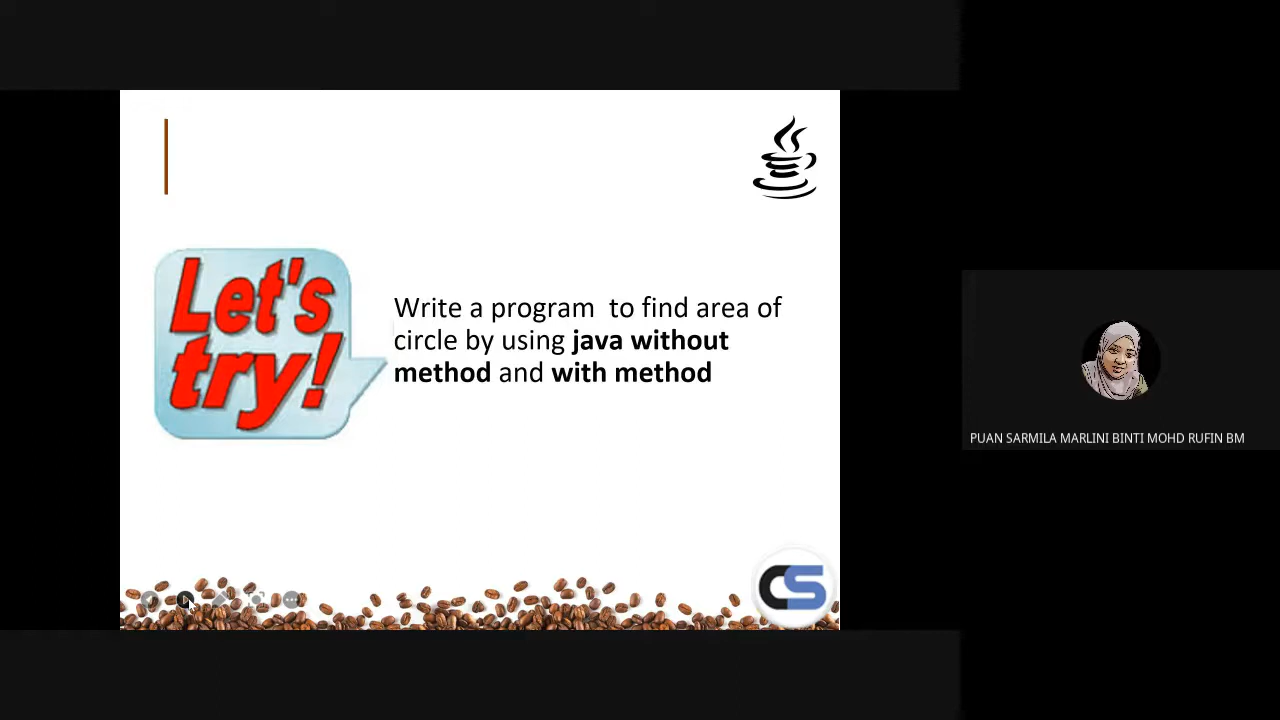 Let's
try!
Write a program  to find area of
circle by using java without
method and with method
CS
PUAN SARMILA MARLINI BINTI MOHD RUFIN BM